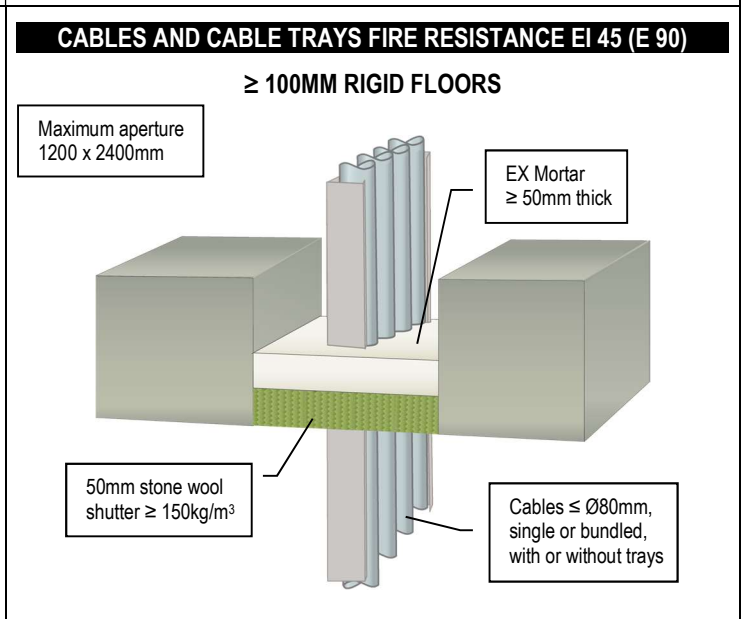 CABLES AND CABLE TRAYS FIRE RESISTANCE EI 45 (E 90)
≥ 100MM RIGID FLOORS
Maximum aperture
1200 x 2400mm
EX Mortar
≥ 50mm thick
50mm stone wool
shutter ≥ 150kg/m³
Cables ≤ Ø80mm,
single or bundled,
with or without trays